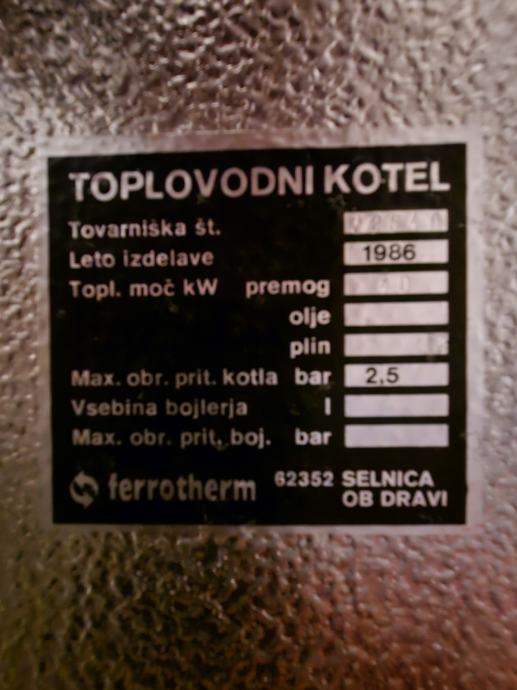 TOPLOVODNI KOTEL
Tovarniška št.
Leto izdelave 1986
Topl. moč kW premog
olje
plin
Max. obr. prit. kotla bar 2,5
Vsebina bojlerja l
Max. obr. prit. boj. bar
ferrotherm 62352 SELNICA
OB DRAVI